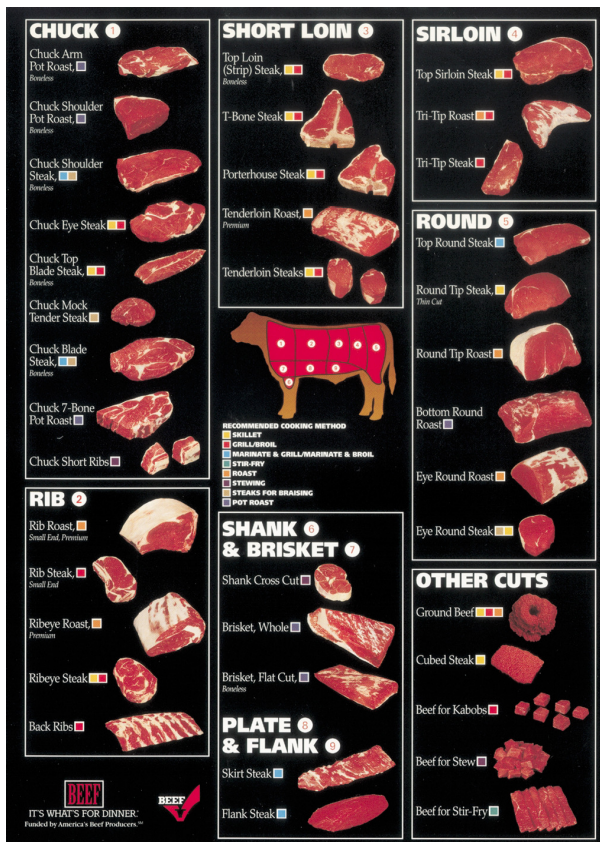 CHUCK 1
Chuck Arm
Pot Roast,
Boneless
Chuck Shoulder
Pot Roast,
Boneless
Chuck Shoulder
Steak,
Boneless
Chuck Eye Steak
Chuck Top
Blade Steak,
Boneless
Chuck Mock
Tender Steak
Chuck Blade
Steak,
Boneless
Chuck 7-Bone
Pot Roast
Chuck Short Ribs
RIB 2
Rib Roast,
Small End, Premium
Rib Steak,
Small End
Ribeye Roast,
Premium
Ribeye Steak
Back Ribs
BEEF
IT'S WHAT'S FOR DINNER.
Funded by America's Beef Producers.
BEEF
SHORT LOIN 3
Top Loin
(Strip) Steak,
Boneless
T-Bone Steak
Porterhouse Steak
Tenderloin Roast,
Premium
Tenderloin Steaks
1 2 3 4 5
7 8 9
6
RECOMMENDED COOKING METHOD
SKILLET
GRILL/BROIL
MARINATE & GRILL/MARINATE & BROIL
STIR-FRY
ROAST
STEWING
STEAKS FOR BRAISING
POT ROAST
SHANK 6
& BRISKET 7
Shank Cross Cut
Brisket, Whole
Brisket, Flat Cut,
Boneless
PLATE 8
& FLANK 9
Skirt Steak
Flank Steak
SIRLOIN 4
Top Sirloin Steak
Tri-Tip Roast
Tri-Tip Steak
ROUND 5
Top Round Steak
Round Tip Steak,
Thin Cut
Round Tip Roast
Bottom Round
Roast
Eye Round Roast
Eye Round Steak
OTHER CUTS
Ground Beef
Cubed Steak
Beef for Kabobs
Beef for Stew
Beef for Stir-Fry